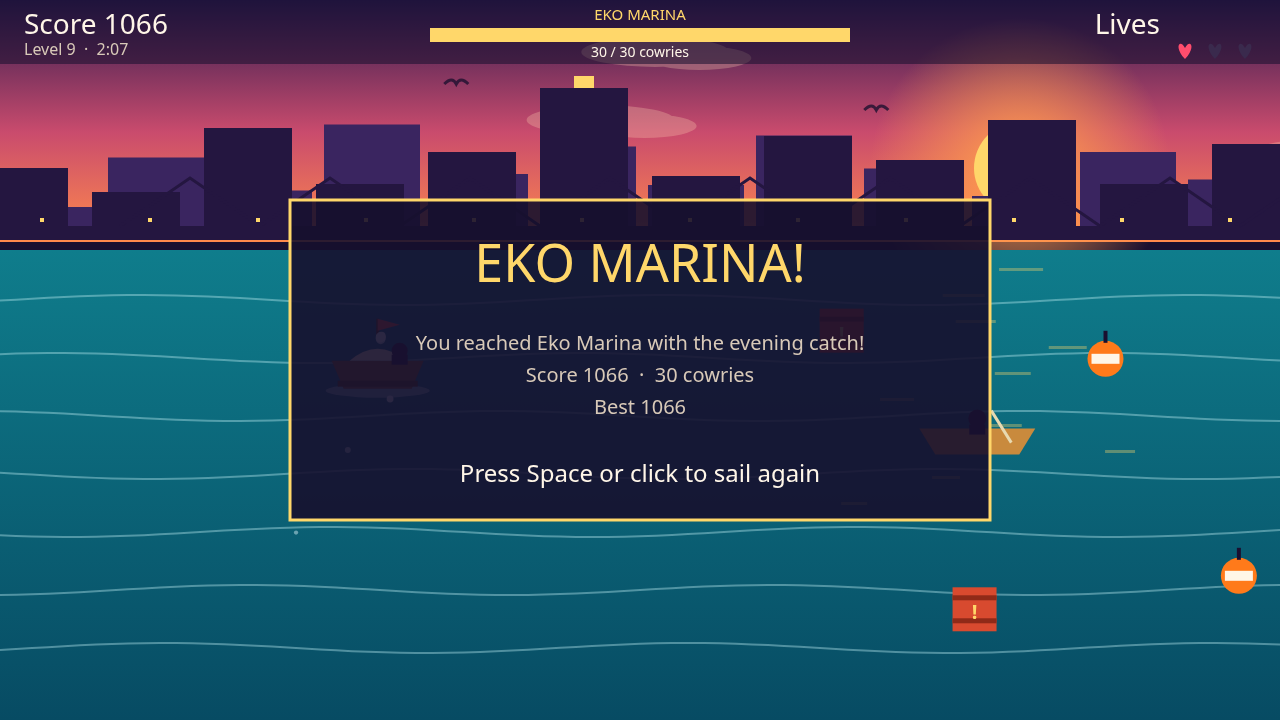 Score 1066
Level 9 · 2:07
EKO MARINA
30 / 30 cowries
Lives
EKO MARINA!
You reached Eko Marina with the evening catch!
Score 1066 · 30 cowries
Best 1066
Press Space or click to sail again
!
!